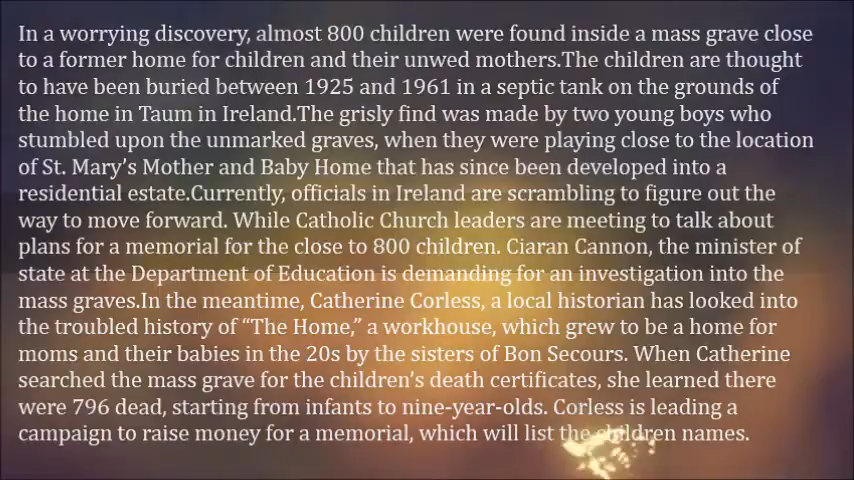 In a worrying discovery, almost 800 children were found inside a mass grave close
to a former home for children and their unwed mothers.The children are thought
to have been buried between 1925 and 1961 in a septic tank on the grounds of
the home in Taum in Ireland.The grisly find was made by two young boys who
stumbled upon the unmarked graves, when they were playing close to the location
of St. Mary’s Mother and Baby Home that has since been developed into a
residential estate.Currently, officials in Ireland are scrambling to figure out the
way to move forward. While Catholic Church leaders are meeting to talk about
plans for a memorial for the close to 800 children. Ciaran Cannon, the minister of
state at the Department of Education is demanding for an investigation into the
mass graves.In the meantime, Catherine Corless, a local historian has looked into
the troubled history of “The Home,” a workhouse, which grew to be a home for
moms and their babies in the 20s by the sisters of Bon Secours. When Catherine
searched the mass grave for the children’s death certificates, she learned there
were 796 dead, starting from infants to nine-year-olds. Corless is leading a
campaign to raise money for a memorial, which will list the children names.